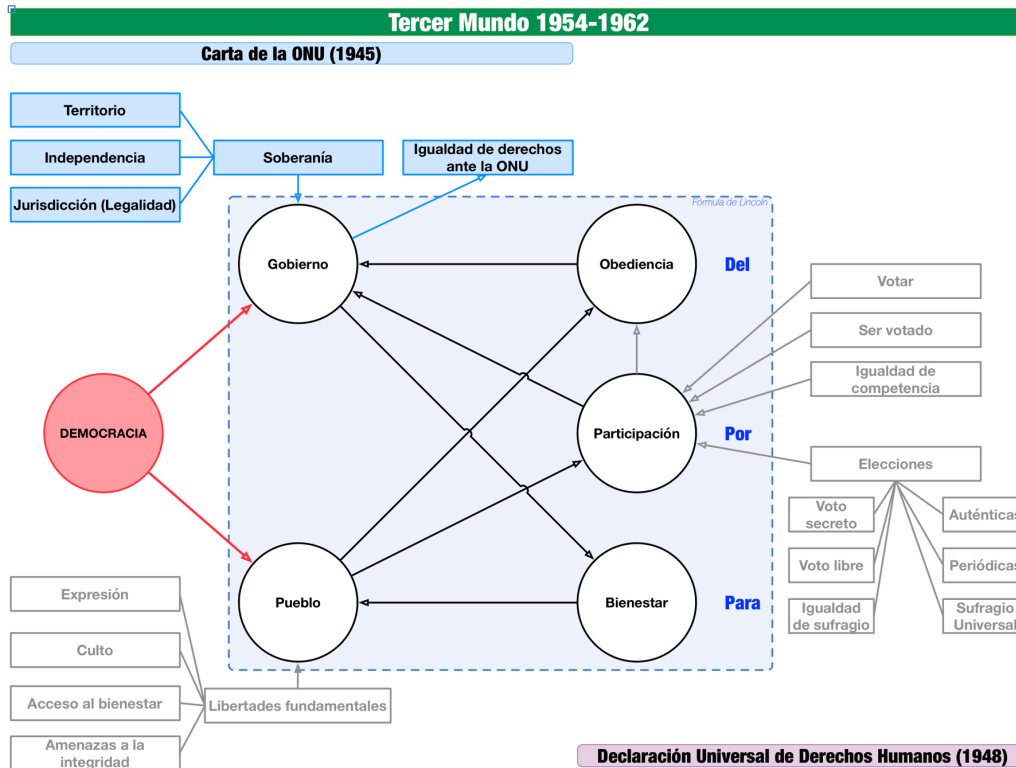 Tercer Mundo 1954-1962
Carta de la ONU (1945)
Territorio
Independencia
Jurisdicción (Legalidad)
Soberanía
Igualdad de derechos
ante la ONU
Fórmula de Lincoln
Gobierno
Obediencia
Del
DEMOCRACIA
Participación
Por
Pueblo
Bienestar
Para
Votar
Ser votado
Igualdad de
competencia
Elecciones
Voto
secreto
Auténticas
Voto libre
Periódicas
Igualdad
de sufragio
Sufragio
Universal
Expresión
Culto
Acceso al bienestar
Amenazas a la
integridad
Libertades fundamentales
Declaración Universal de Derechos Humanos (1948)